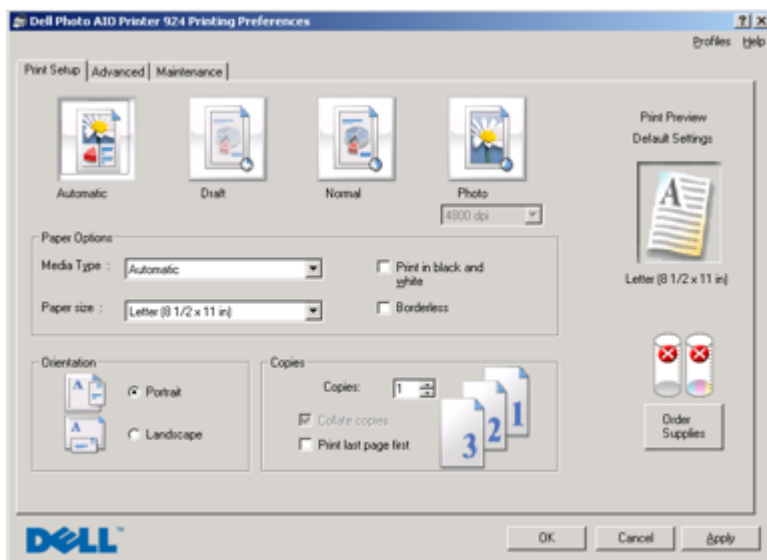 Dell Photo AIO Printer 924 Printing Preferences
Profiles Help
Print Setup Advanced Maintenance
Automatic
Draft
Normal
Photo
4800 dpi
Print Preview
Default Settings
A
Letter (8 1/2 x 11 in)
Paper Options
Media Type :
Automatic
Print in black and
white
Paper size :
Letter (8 1/2 x 11 in)
Borderless
Orientation
A
Portrait
A
Landscape
Copies
Copies:
1
Collate copies
Print last page first
3 2 1
Order
Supplies
DELL™
OK Cancel Apply